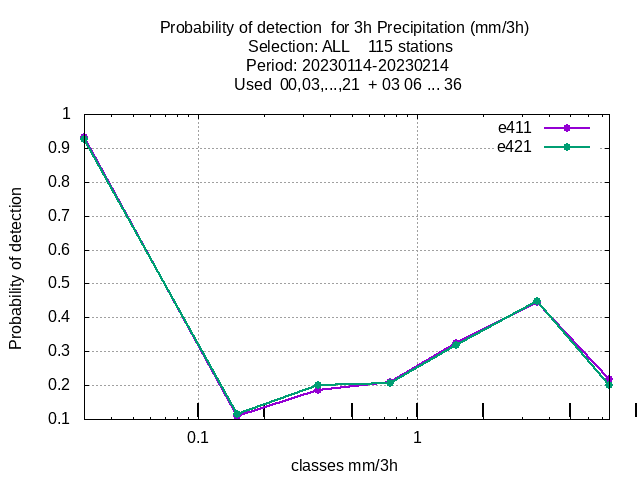 Probability of detection  for 3h Precipitation (mm/3h)
Selection: ALL    115 stations
Period: 20230114-20230214
Used  00,03,...,21  + 03 06 ... 36
e411
e421
1
0.9
0.8
0.7
0.6
0.5
0.4
0.3
0.2
0.1
Probability of detection
0.1
1
classes mm/3h